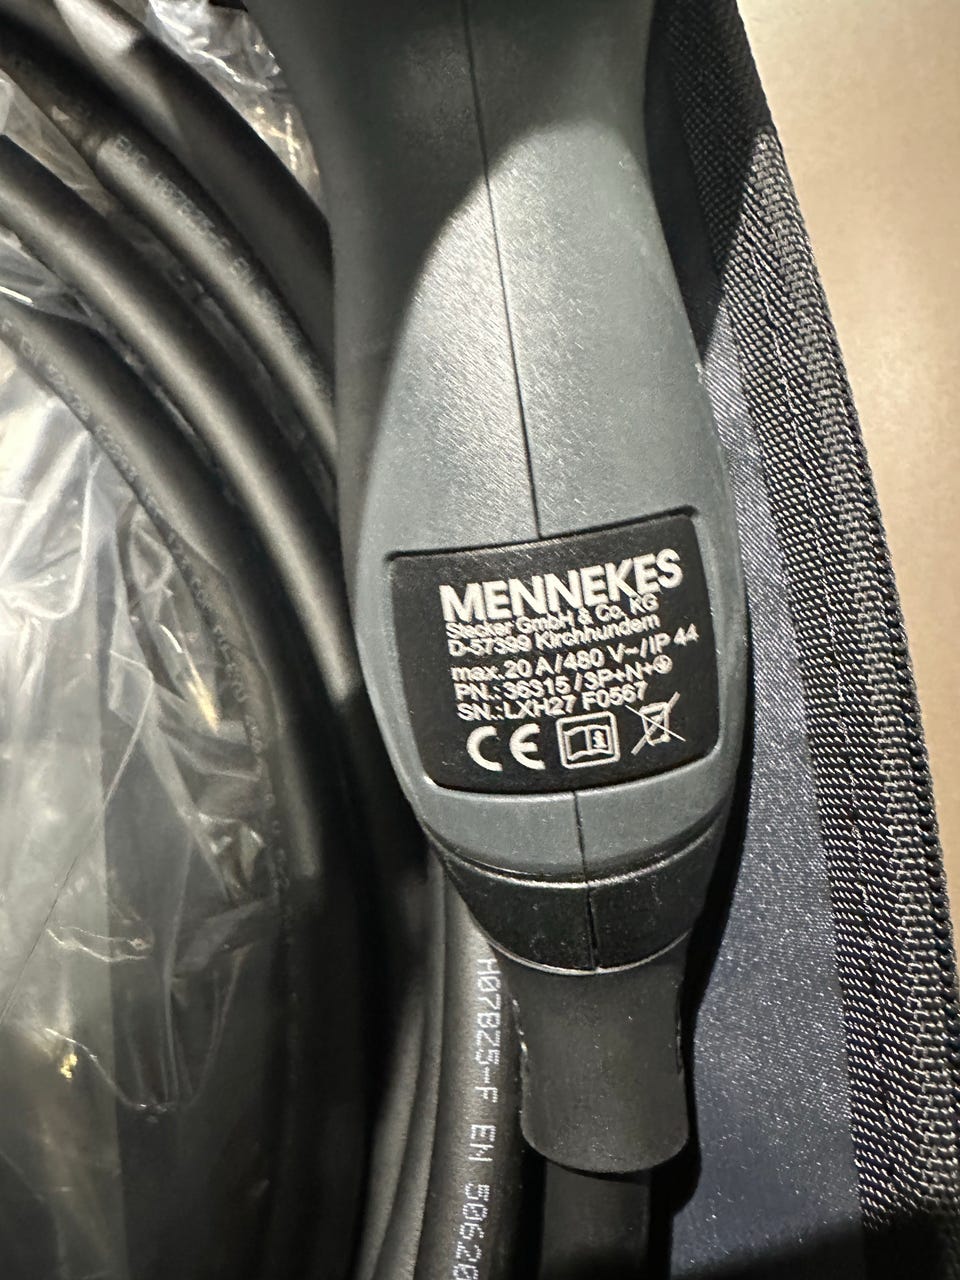 MENNEKES
Stecker GmbH & Co. KG
D-57399 Kirchhundem
max. 20 A/480 V~/IP 44
PN.: 36315/3P+N+⏚
SN.:LXH27 F0567
CE
H07BZ5-F EN 50620